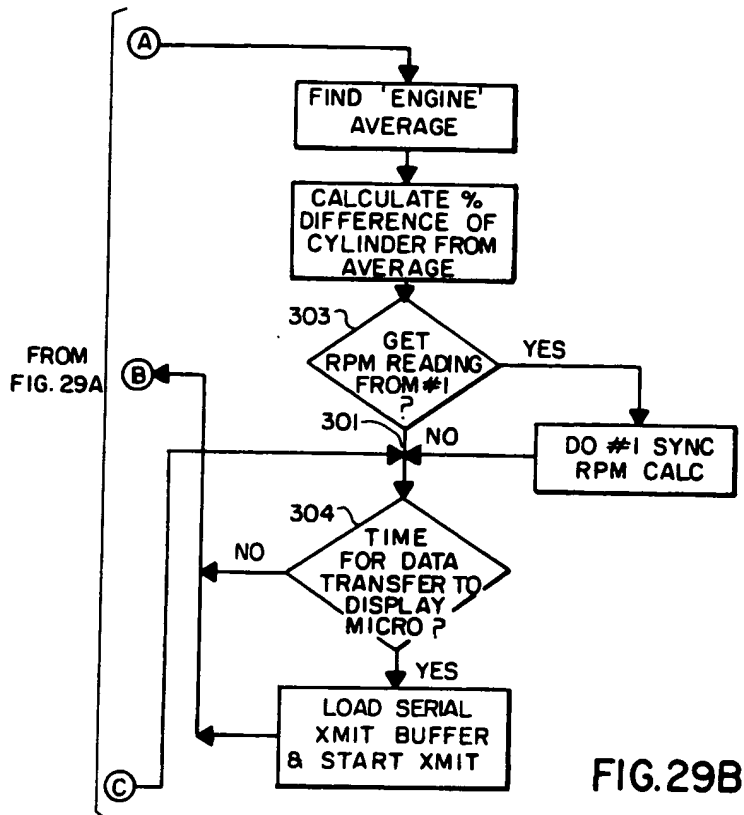 A
FIND 'ENGINE'
AVERAGE
CALCULATE %
DIFFERENCE OF
CYLINDER FROM
AVERAGE
303
GET
RPM READING
FROM #1
?
YES
FROM
FIG. 29A
B
301
NO
DO #1 SYNC
RPM CALC
304
TIME
FOR DATA
TRANSFER TO
DISPLAY
MICRO?
NO
YES
LOAD SERIAL
XMIT BUFFER
& START XMIT
C
FIG. 29B